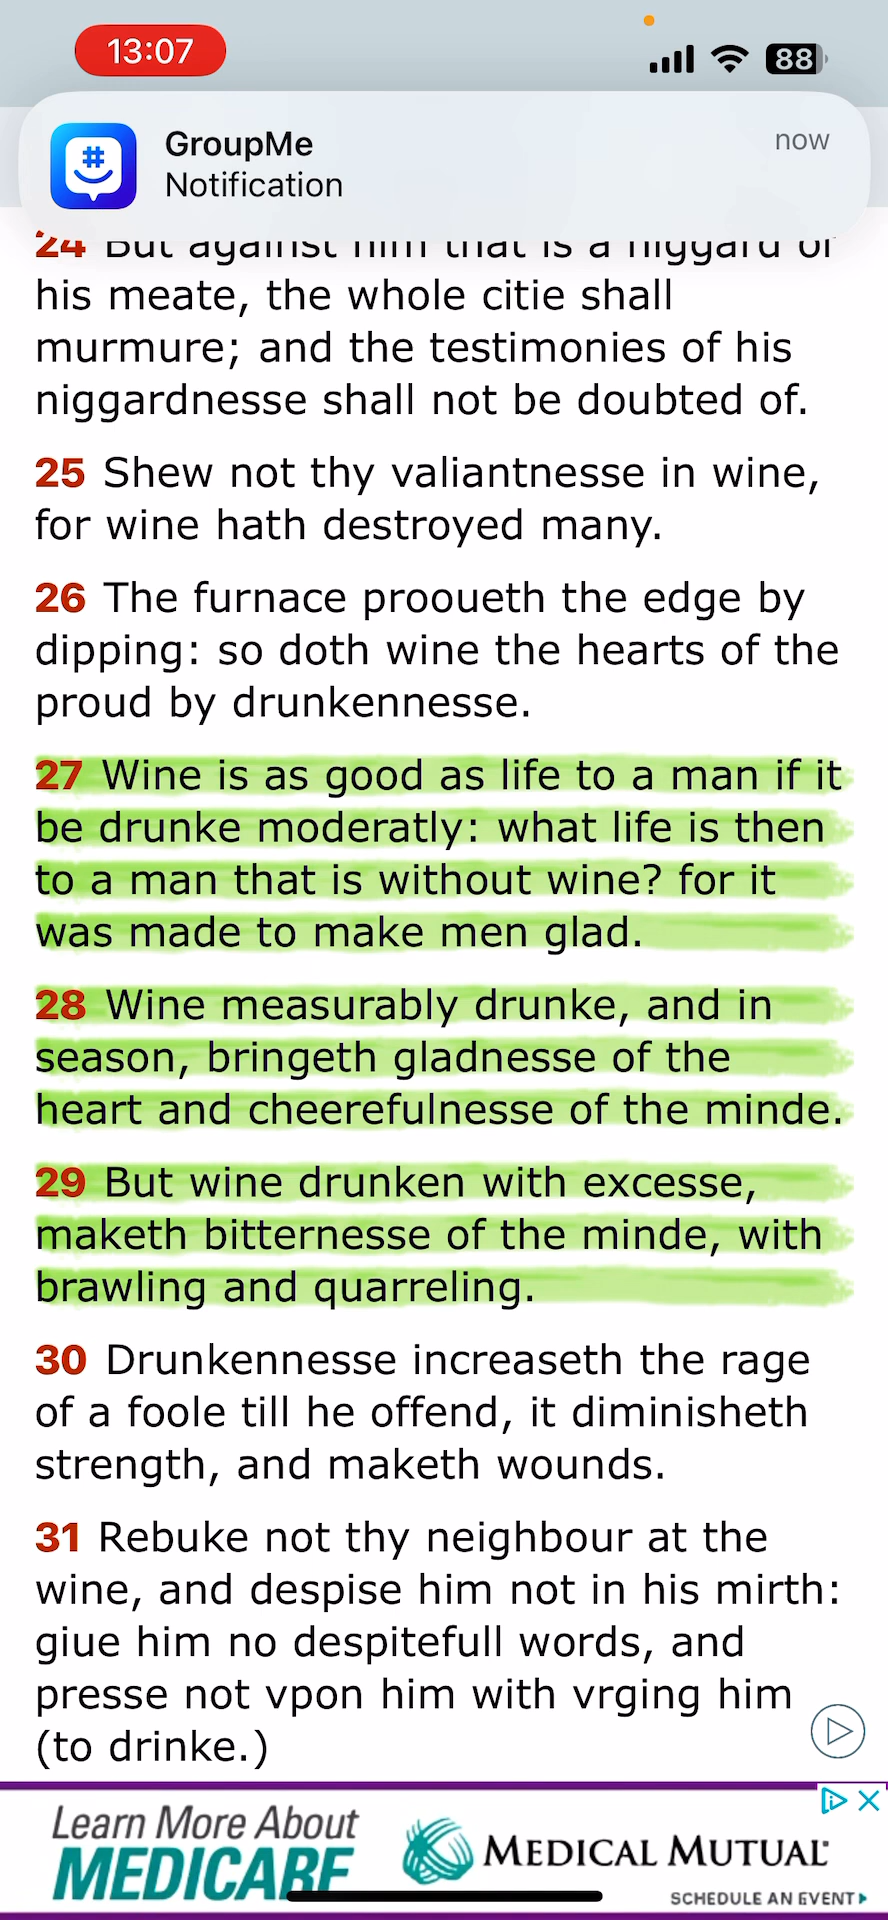 13:07
88
GroupMe
now
Notification
24 But against him that is a niggard of
his meate, the whole citie shall
murmure; and the testimonies of his
niggardnesse shall not be doubted of.
25 Shew not thy valiantnesse in wine,
for wine hath destroyed many.
26 The furnace prooueth the edge by
dipping: so doth wine the hearts of the
proud by drunkennesse.
27 Wine is as good as life to a man if it
be drunke moderatly: what life is then
to a man that is without wine? for it
was made to make men glad.
28 Wine measurably drunke, and in
season, bringeth gladnesse of the
heart and cheerefulnesse of the minde.
29 But wine drunken with excesse,
maketh bitternesse of the minde, with
brawling and quarreling.
30 Drunkennesse increaseth the rage
of a foole till he offend, it diminisheth
strength, and maketh wounds.
31 Rebuke not thy neighbour at the
wine, and despise him not in his mirth:
giue him no despitefull words, and
presse not vpon him with vrging him
(to drinke.)
Learn More About
MEDICARE
MEDICAL MUTUAL
SCHEDULE AN EVENT